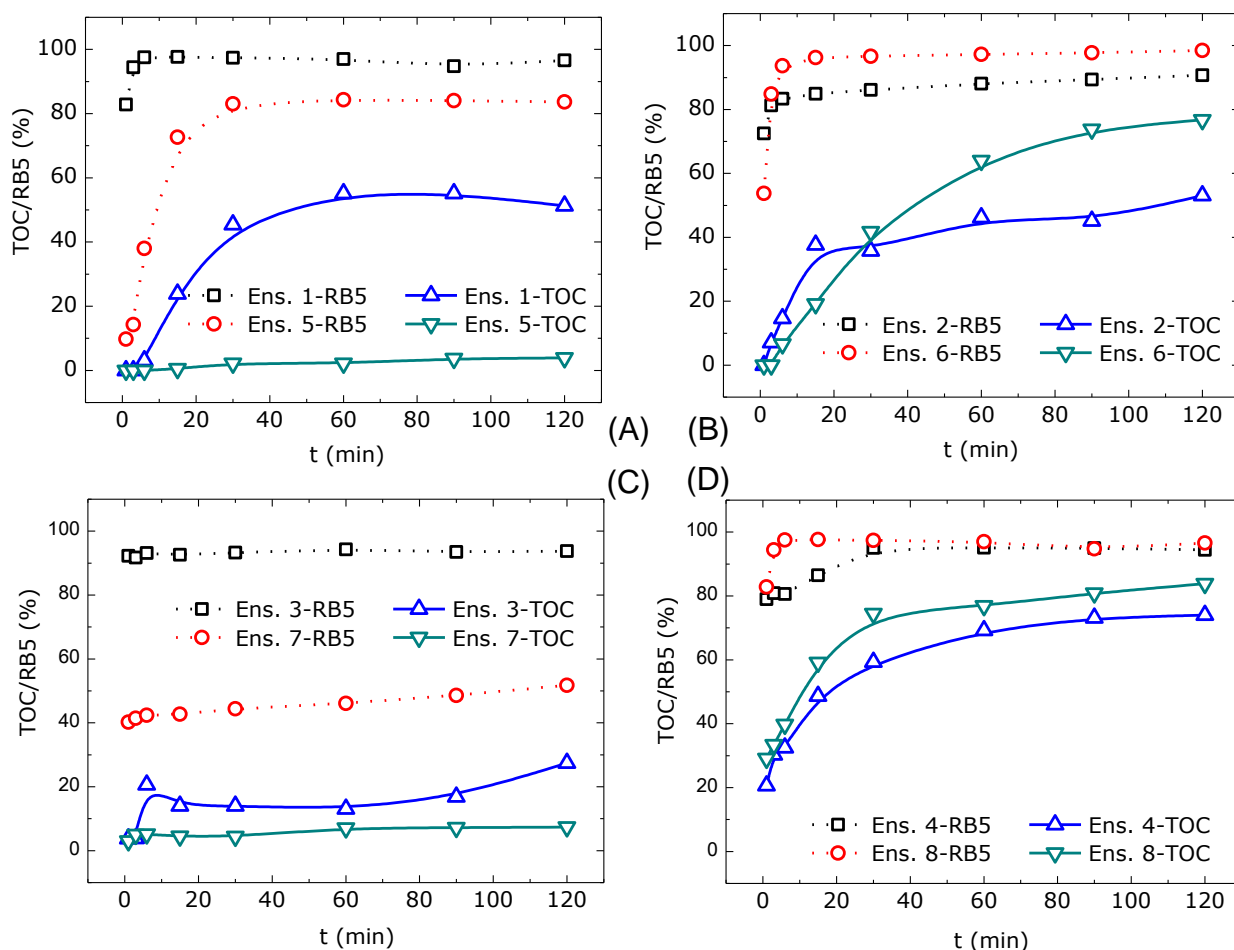 TOC/RB5 (%)
100
80
60
40
20
0
Ens. 1-RB5
Ens. 5-RB5
Ens. 1-TOC
Ens. 5-TOC
0 20 40 60 80 100 120
t (min)
(A)
TOC/RB5 (%)
100
80
60
40
20
0
Ens. 2-RB5
Ens. 6-RB5
Ens. 2-TOC
Ens. 6-TOC
0 20 40 60 80 100 120
t (min)
(B)
(C)
TOC/RB5 (%)
100
80
60
40
20
0
Ens. 3-RB5
Ens. 7-RB5
Ens. 3-TOC
Ens. 7-TOC
0 20 40 60 80 100 120
t (min)
(D)
TOC/RB5 (%)
100
80
60
40
20
0
Ens. 4-RB5
Ens. 8-RB5
Ens. 4-TOC
Ens. 8-TOC
0 20 40 60 80 100 120
t (min)